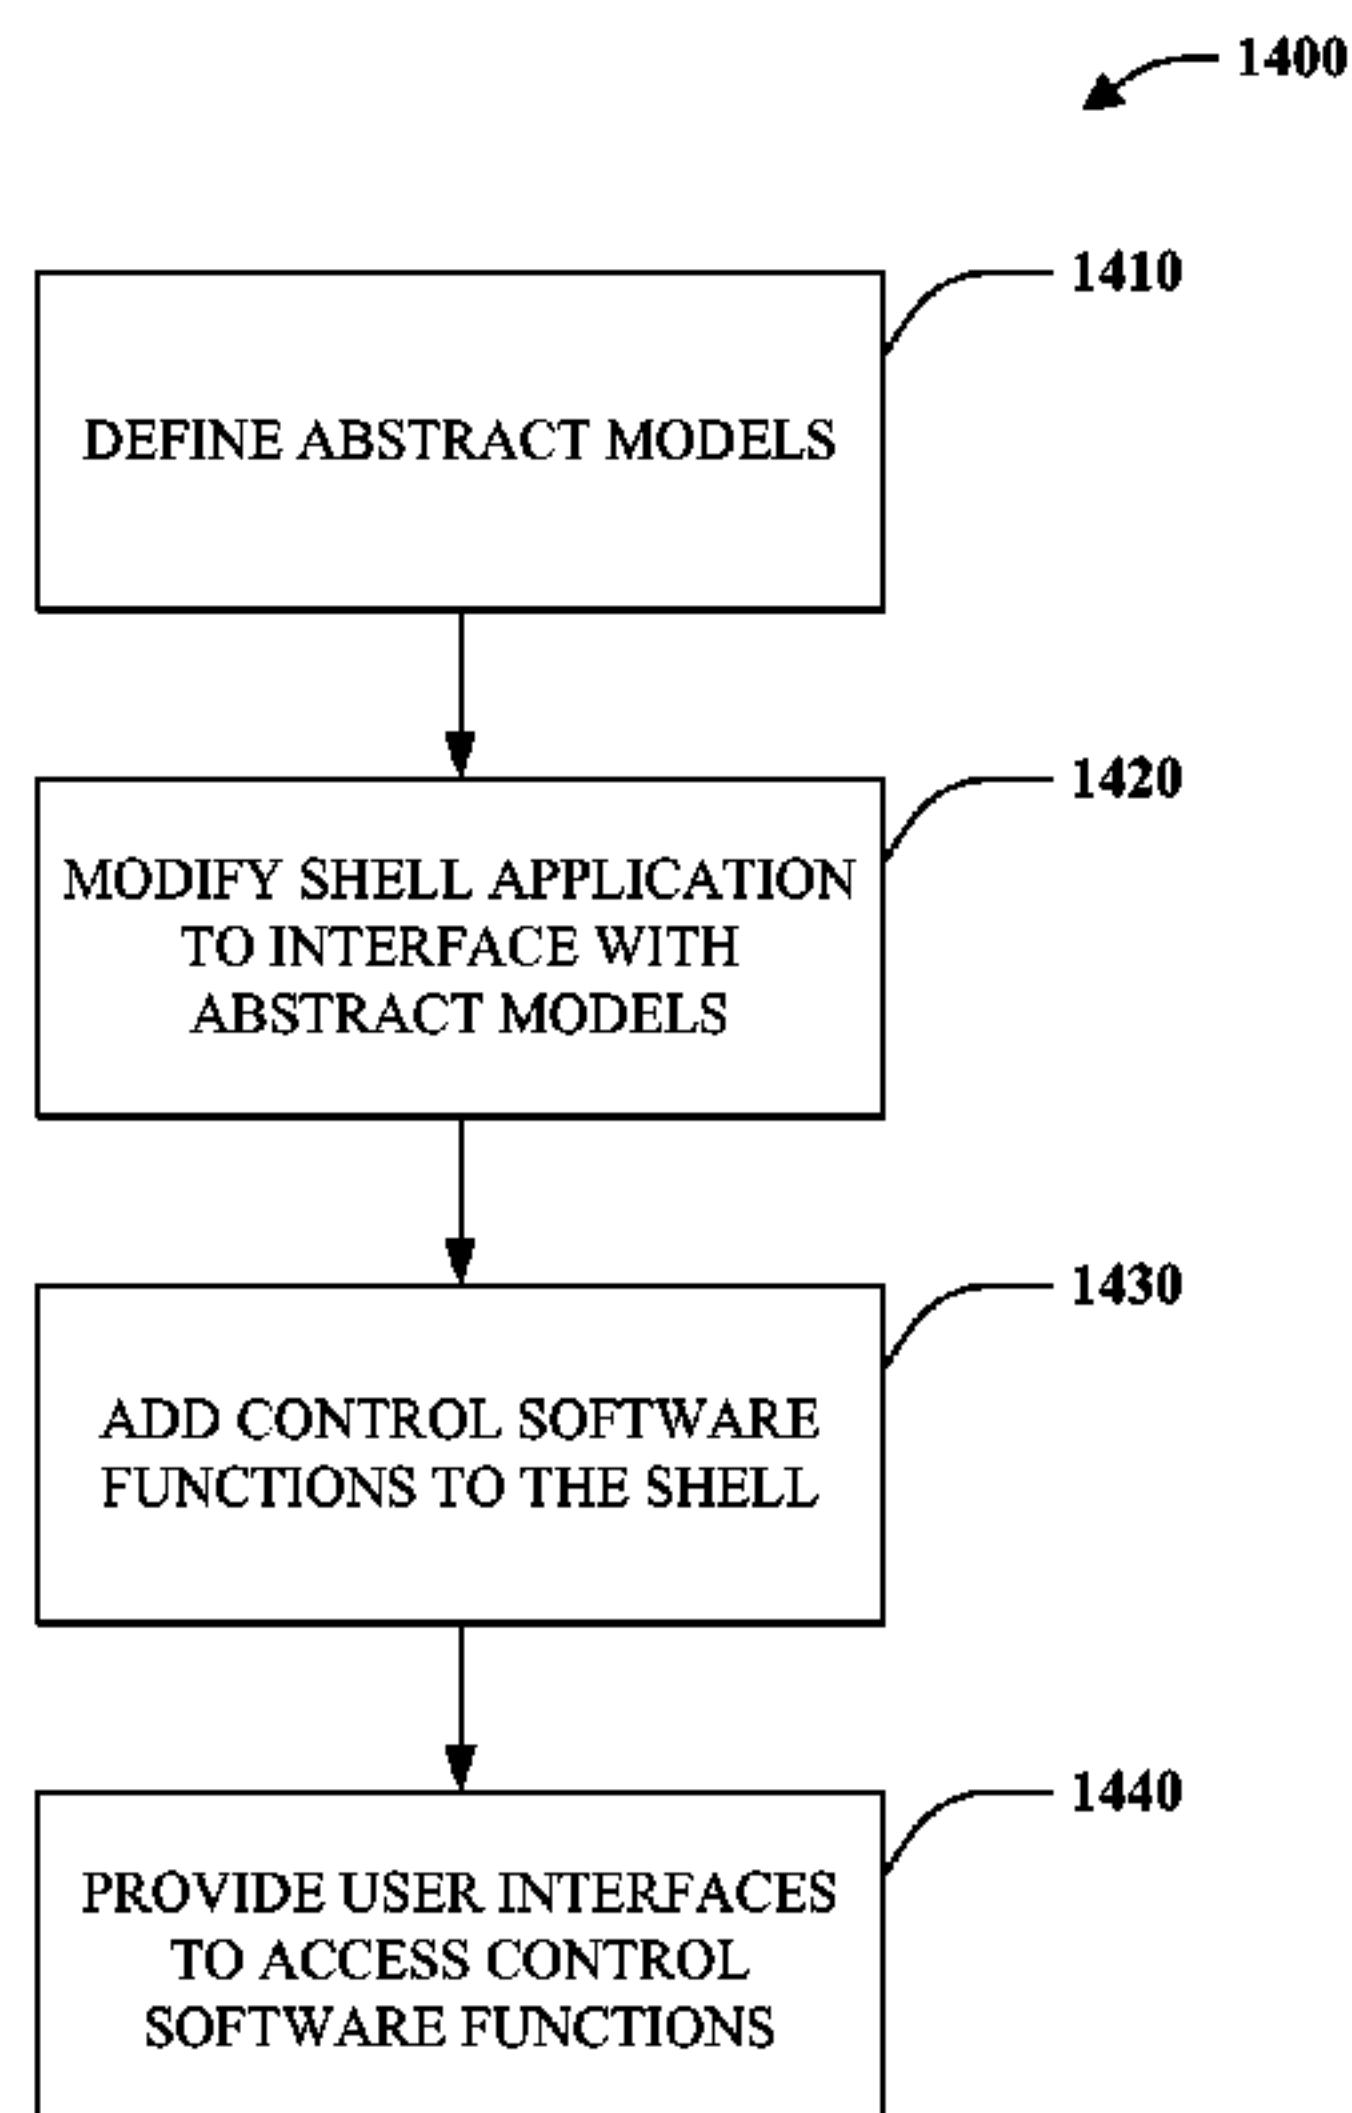 1400
1410
DEFINE ABSTRACT MODELS
1420
MODIFY SHELL APPLICATION
TO INTERFACE WITH
ABSTRACT MODELS
1430
ADD CONTROL SOFTWARE
FUNCTIONS TO THE SHELL
1440
PROVIDE USER INTERFACES
TO ACCESS CONTROL
SOFTWARE FUNCTIONS